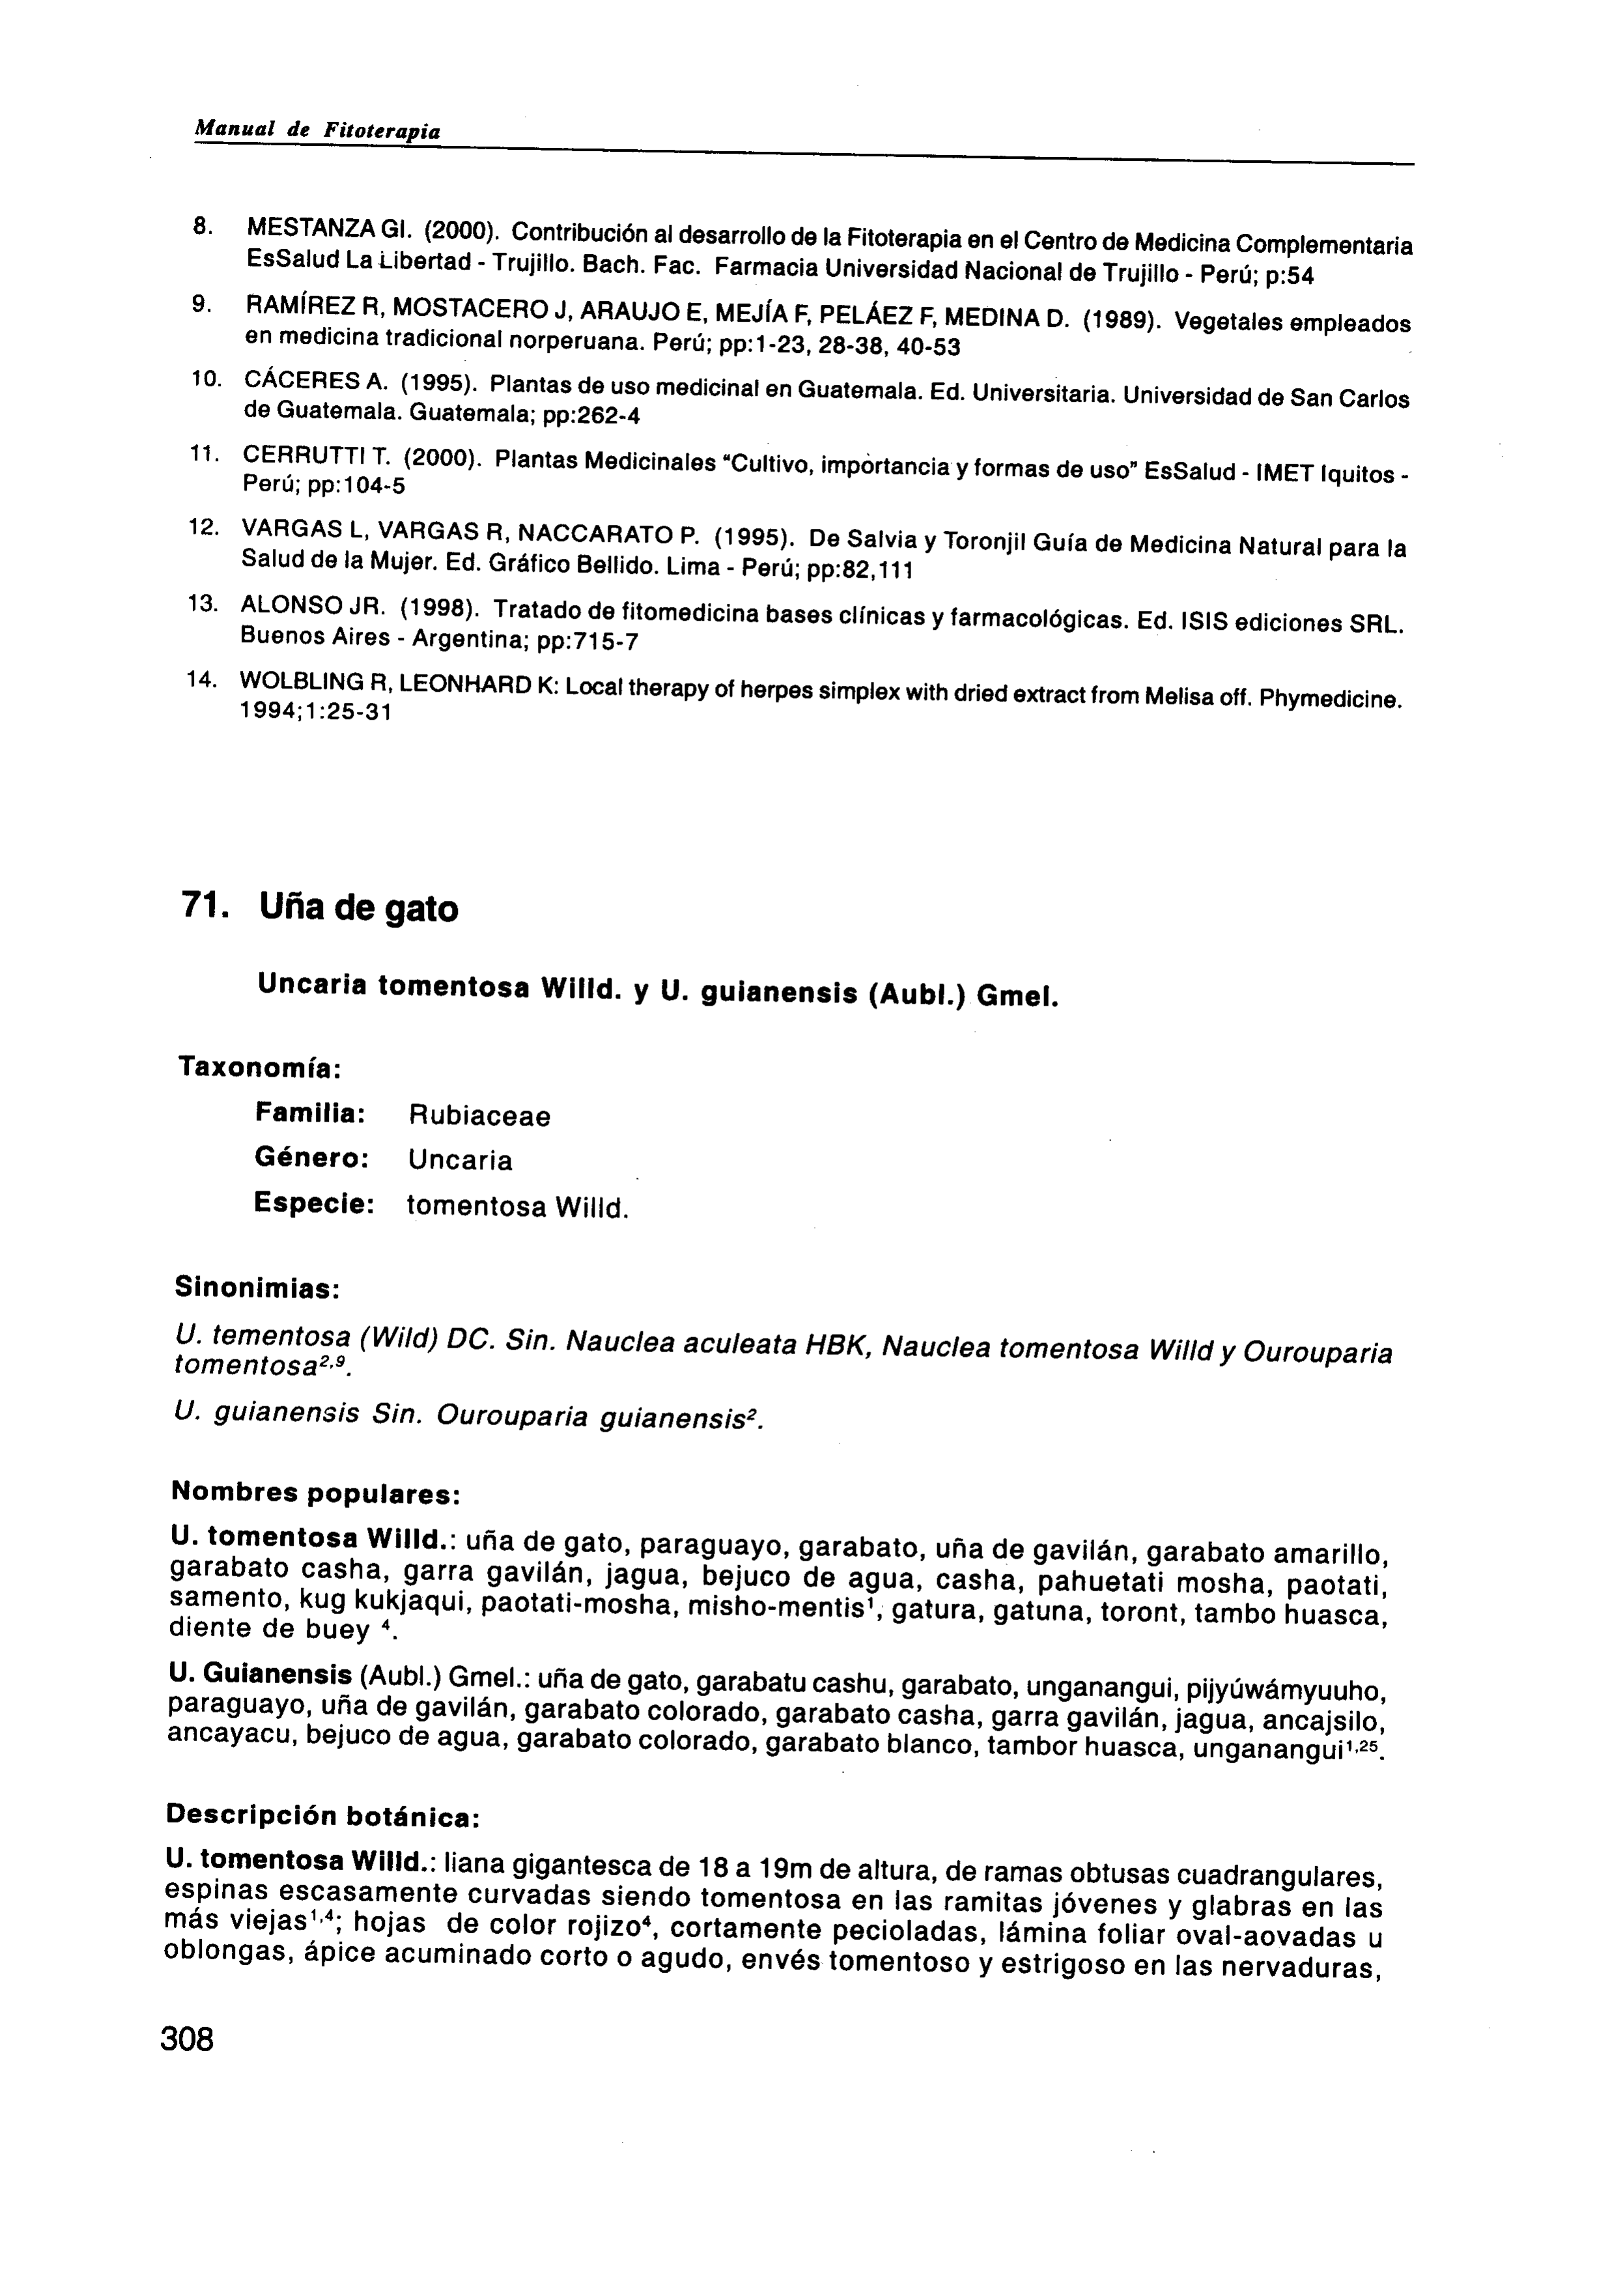 Manual de Fitoterapia
8. MESTANZA GI. (2000). Contribución al desarrollo de la Fitoterapia en el Centro de Medicina Complementaria
EsSalud La Libertad - Trujillo. Bach. Fac. Farmacia Universidad Nacional de Trujillo - Perú; p:54
9. RAMÍREZ R, MOSTACERO J, ARAUJO E, MEJÍA F, PELÁEZ F, MEDINA D. (1989). Vegetales empleados
en medicina tradicional norperuana. Perú; pp:1-23, 28-38, 40-53
10. CÁCERES A. (1995). Plantas de uso medicinal en Guatemala. Ed. Universitaria. Universidad de San Carlos
de Guatemala. Guatemala; pp:262-4
11. CERRUTTI T. (2000). Plantas Medicinales "Cultivo, importancia y formas de uso" EsSalud - IMET Iquitos -
Perú; pp:104-5
12. VARGAS L, VARGAS R, NACCARATO P. (1995). De Salvia y Toronjil Guía de Medicina Natural para la
Salud de la Mujer. Ed. Gráfico Bellido. Lima - Perú; pp:82,111
13. ALONSO JR. (1998). Tratado de fitomedicina bases clínicas y farmacológicas. Ed. ISIS ediciones SRL.
Buenos Aires - Argentina; pp:715-7
14. WOLBLING R, LEONHARD K: Local therapy of herpes simplex with dried extract from Melisa off. Phymedicine.
1994;1:25-31
71. Uña de gato
Uncaria tomentosa Willd. y U. guianensis (Aubl.) Gmel.
Taxonomía:
Familia: Rubiaceae
Género: Uncaria
Especie: tomentosa Willd.
Sinonimias:
U. tementosa (Wild) DC. Sin. Nauclea aculeata HBK, Nauclea tomentosa Willd y Ourouparia
tomentosa²,⁹.
U. guianensis Sin. Ourouparia guianensis².
Nombres populares:
U. tomentosa Willd.: uña de gato, paraguayo, garabato, uña de gavilán, garabato amarillo,
garabato casha, garra gavilán, jagua, bejuco de agua, casha, pahuetati mosha, paotati,
samento, kug kukjaqui, paotati-mosha, misho-mentis¹, gatura, gatuna, toront, tambo huasca,
diente de buey ⁴.
U. Guianensis (Aubl.) Gmel.: uña de gato, garabatu cashu, garabato, unganangui, pijyúwámyuuho,
paraguayo, uña de gavilán, garabato colorado, garabato casha, garra gavilán, jagua, ancajsilo,
ancayacu, bejuco de agua, garabato colorado, garabato blanco, tambor huasca, unganangui¹,²⁵.
Descripción botánica:
U. tomentosa Willd.: liana gigantesca de 18 a 19m de altura, de ramas obtusas cuadrangulares,
espinas escasamente curvadas siendo tomentosa en las ramitas jóvenes y glabras en las
más viejas¹,⁴; hojas de color rojizo⁴, cortamente pecioladas, lámina foliar oval-aovadas u
oblongas, ápice acuminado corto o agudo, envés tomentoso y estrigoso en las nervaduras,
308